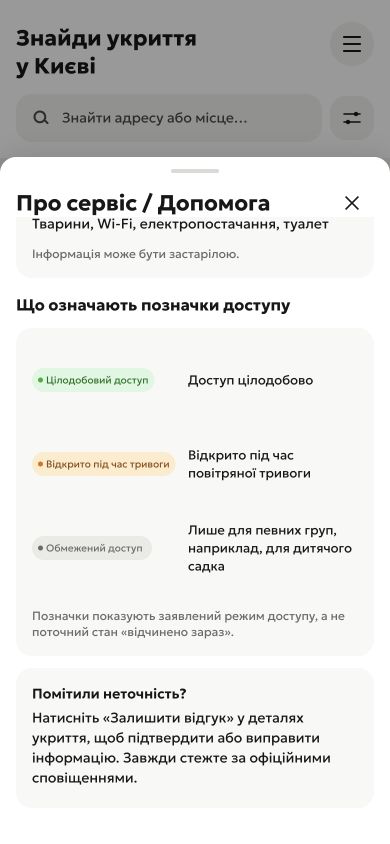 Знайди укриття
у Києві
Знайти адресу або місце…
Про сервіс / Допомога
Тварини, Wi-Fi, електропостачання, туалет
Інформація може бути застарілою.
Що означають позначки доступу
Цілодобовий доступ
Доступ цілодобово
Відкрито під час тривоги
Відкрито під час
повітряної тривоги
Обмежений доступ
Лише для певних груп,
наприклад, для дитячого
садка
Позначки показують заявлений режим доступу, а не
поточний стан «відчинено зараз».
Помітили неточність?
Натисніть «Залишити відгук» у деталях
укриття, щоб підтвердити або виправити
інформацію. Завжди стежте за офіційними
сповіщеннями.